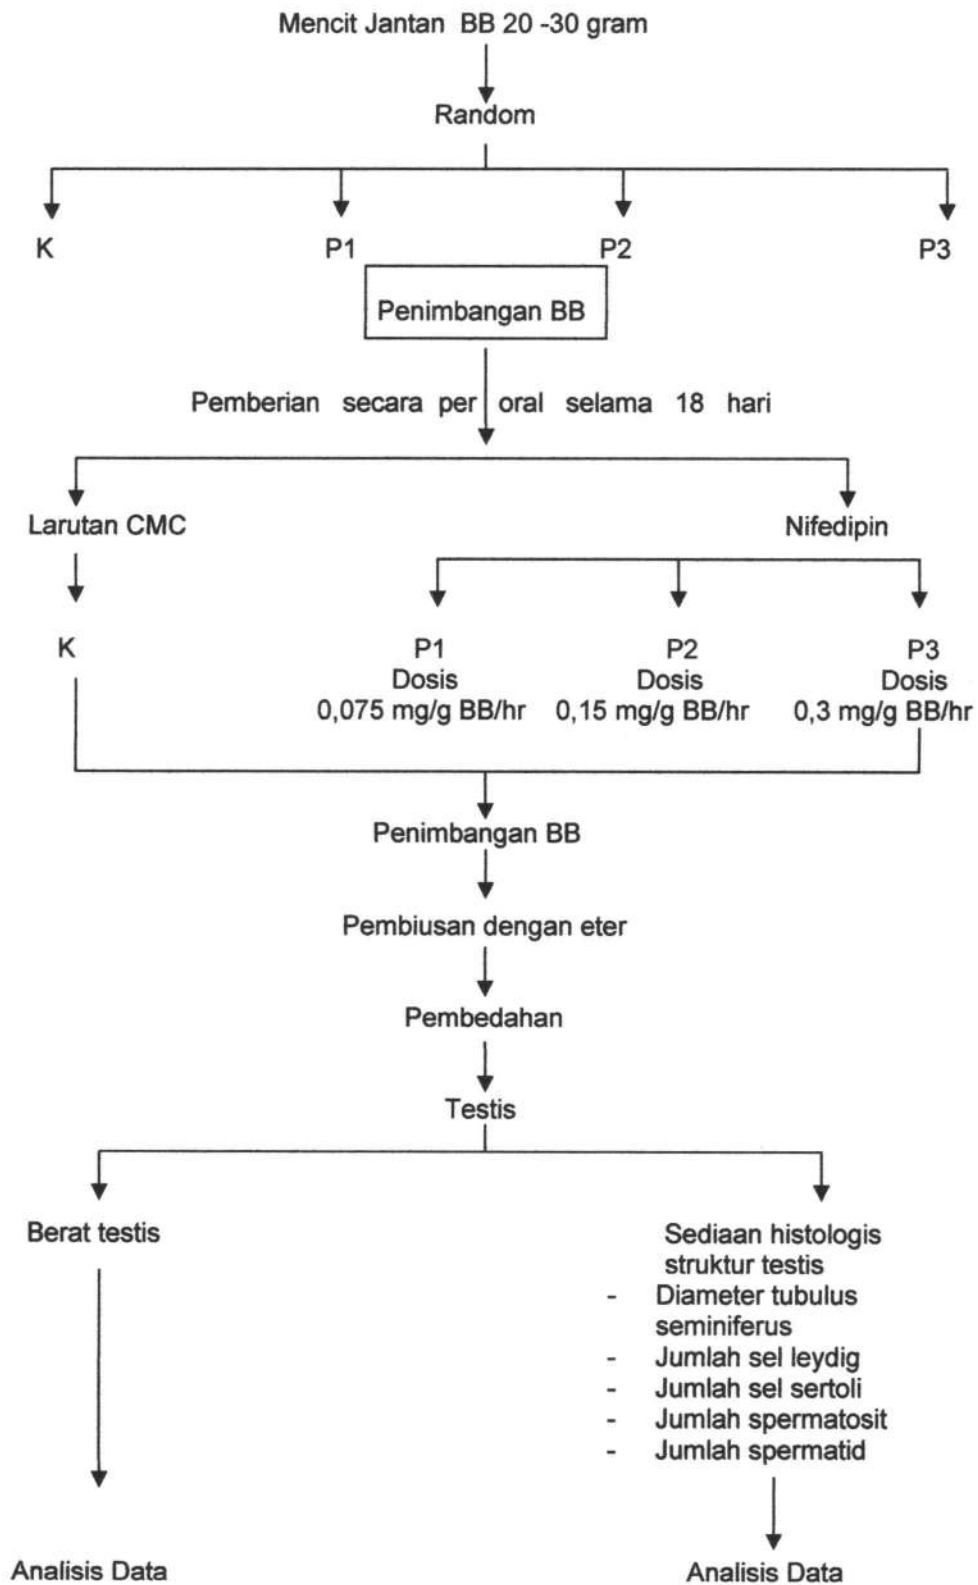 Mencit Jantan BB 20 -30 gram
Random
K P1 P2 P3
Penimbangan BB
Pemberian secara per oral selama 18 hari
Larutan CMC Nifedipin
K P1 P2 P3
Dosis Dosis Dosis
0,075 mg/g BB/hr 0,15 mg/g BB/hr 0,3 mg/g BB/hr
Penimbangan BB
Pembiusan dengan eter
Pembedahan
Testis
Berat testis
Sediaan histologis
struktur testis
- Diameter tubulus
seminiferus
- Jumlah sel leydig
- Jumlah sel sertoli
- Jumlah spermatosit
- Jumlah spermatid
Analisis Data Analisis Data